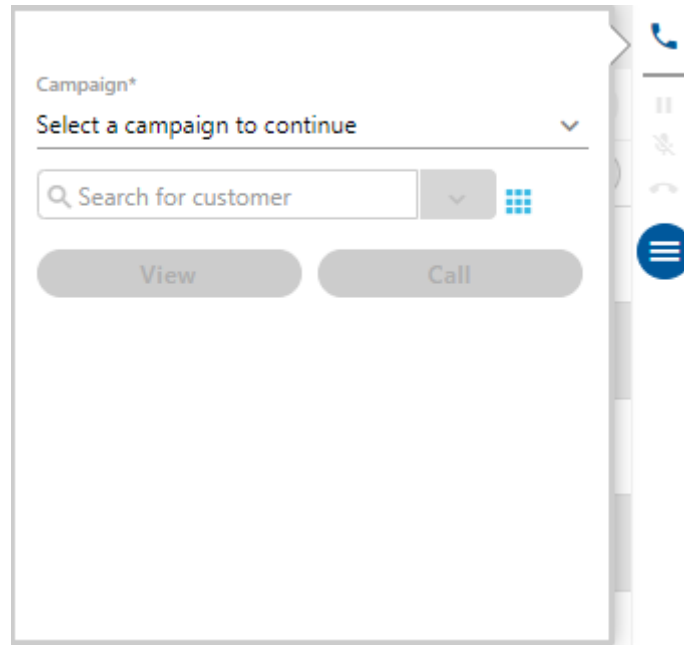 Campaign*
Select a campaign to continue
Search for customer
View
Call